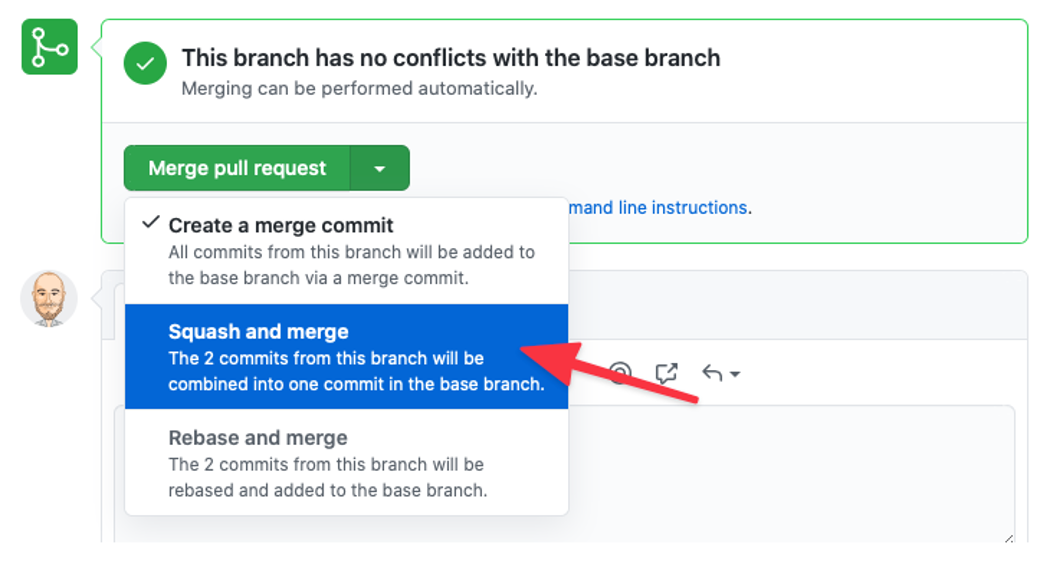 This branch has no conflicts with the base branch
Merging can be performed automatically.
Merge pull request
mand line instructions.
Create a merge commit
All commits from this branch will be added to
the base branch via a merge commit.
Squash and merge
The 2 commits from this branch will be
combined into one commit in the base branch.
Rebase and merge
The 2 commits from this branch will be
rebased and added to the base branch.